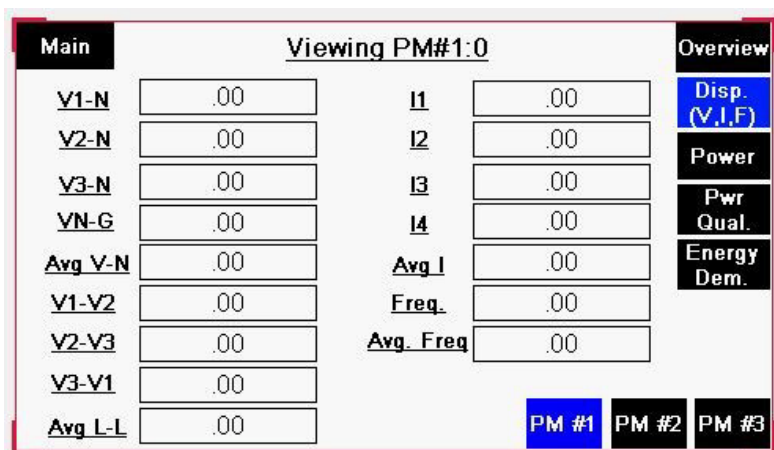 Main
Viewing PM#1:0
Overview
V1-N .00 I1 .00
Disp.
(V,I,F)
V2-N .00 I2 .00
Power
V3-N .00 I3 .00
Pwr
Qual.
VN-G .00 I4 .00
Avg V-N .00 Avg I .00
Energy
Dem.
V1-V2 .00 Freq. .00
V2-V3 .00 Avg. Freq .00
V3-V1 .00
Avg L-L .00
PM #1 PM #2 PM #3